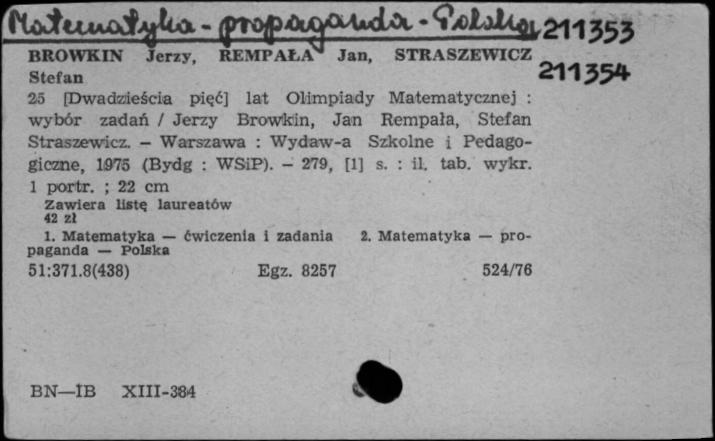 Matematyka - propaganda - Polska 211353
BROWKIN Jerzy, REMPAŁA Jan, STRASZEWICZ
Stefan
211354
25 [Dwadzieścia pięć] lat Olimpiady Matematycznej :
wybór zadań / Jerzy Browkin, Jan Rempała, Stefan
Straszewicz. — Warszawa : Wydaw-a Szkolne i Pedago-
giczne, 1975 (Bydg : WSiP). — 279, [1] s. : il. tab. wykr.
1 portr. ; 22 cm
Zawiera listę laureatów
42 zł
1. Matematyka — ćwiczenia i zadania 2. Matematyka — pro-
paganda — Polska
51:371.8(438) Egz. 8257 524/76
BN—IB XIII-384